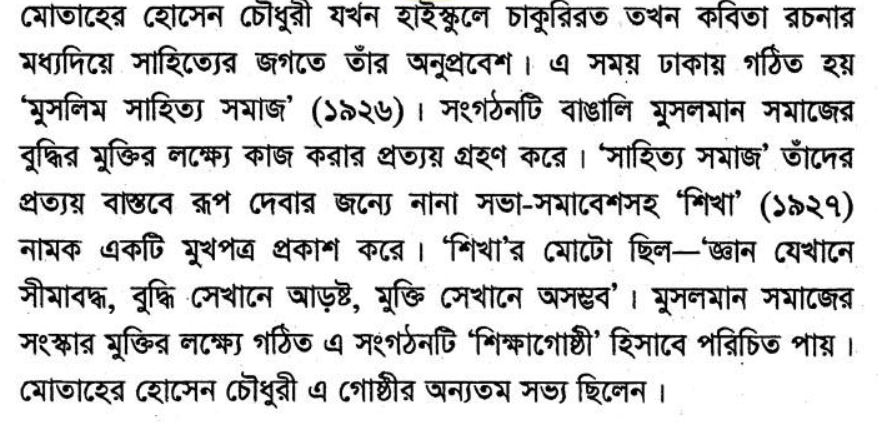 মোতাহের হোসেন চৌধুরী যখন হাইস্কুলে চাকুরিরত তখন কবিতা রচনার
মধ্যদিয়ে সাহিত্যের জগতে তাঁর অনুপ্রবেশ। এ সময় ঢাকায় গঠিত হয়
‘মুসলিম সাহিত্য সমাজ’ (১৯২৬)। সংগঠনটি বাঙালি মুসলমান সমাজের
বুদ্ধির মুক্তির লক্ষ্যে কাজ করার প্রত্যয় গ্রহণ করে। ‘সাহিত্য সমাজ’ তাঁদের
প্রত্যয় বাস্তবে রূপ দেবার জন্যে নানা সভা-সমাবেশসহ ‘শিখা’ (১৯২৭)
নামক একটি মুখপত্র প্রকাশ করে। ‘শিখা’র মোটো ছিল—‘জ্ঞান যেখানে
সীমাবদ্ধ, বুদ্ধি সেখানে আড়ষ্ট, মুক্তি সেখানে অসম্ভব’। মুসলমান সমাজের
সংস্কার মুক্তির লক্ষ্যে গঠিত এ সংগঠনটি ‘শিক্ষাগোষ্ঠী’ হিসাবে পরিচিত পায়।
মোতাহের হোসেন চৌধুরী এ গোষ্ঠীর অন্যতম সভ্য ছিলেন।